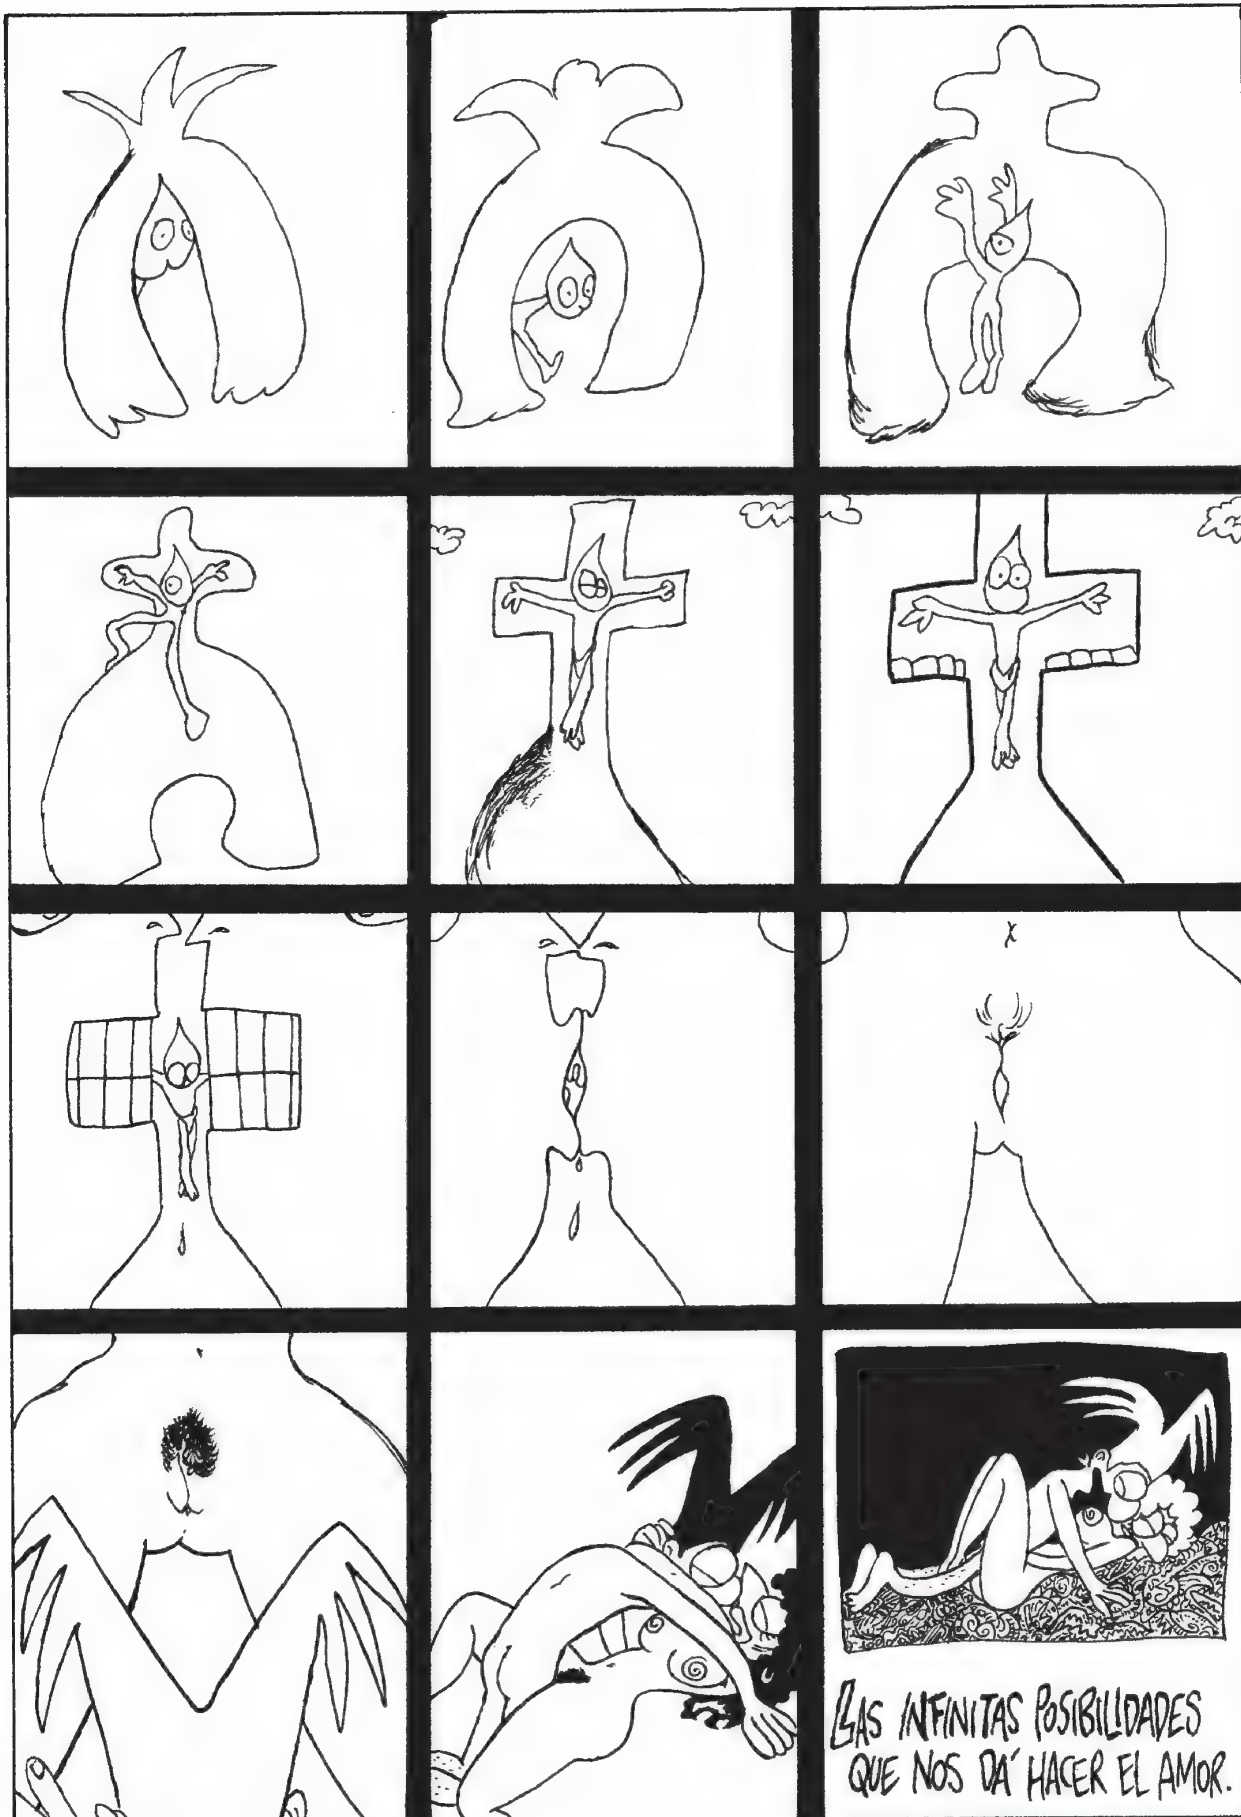 LAS INFINITAS POSIBILIDADES
QUE NOS DÁ HACER EL AMOR.